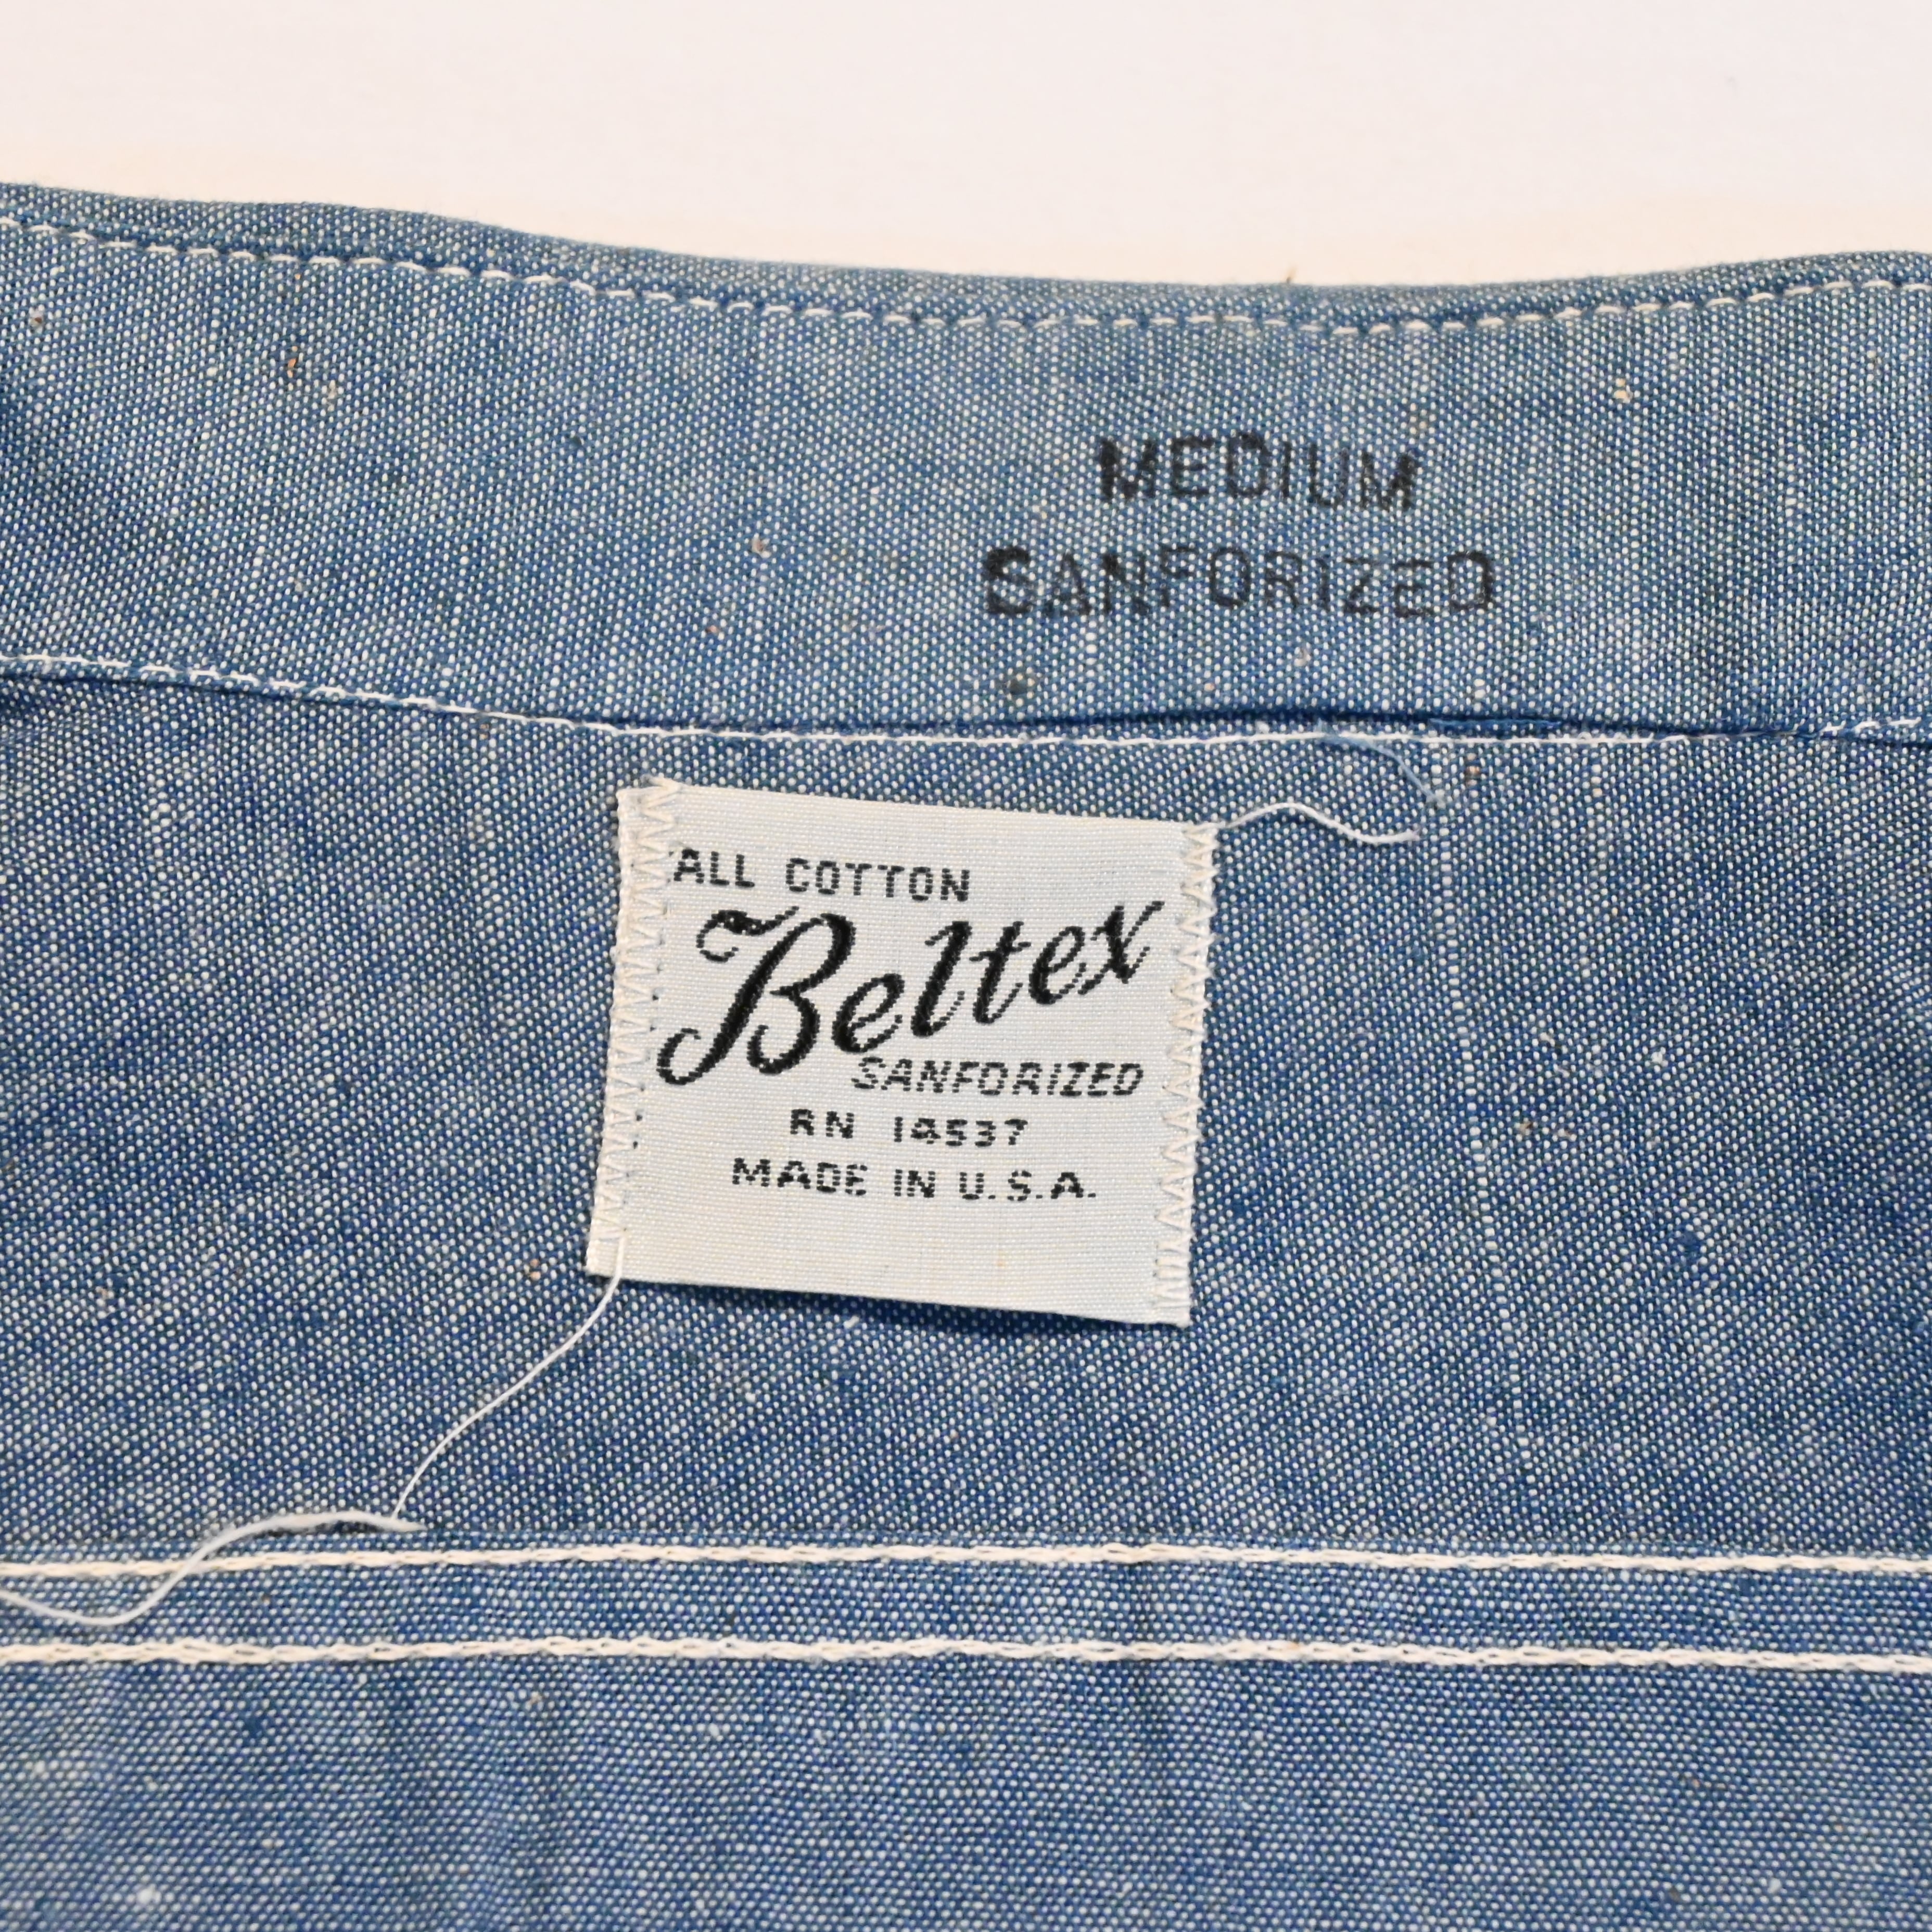 MEDIUM
SANFORIZED
ALL COTTON
Beltex
SANFORIZED
RN 14537
MADE IN U.S.A.